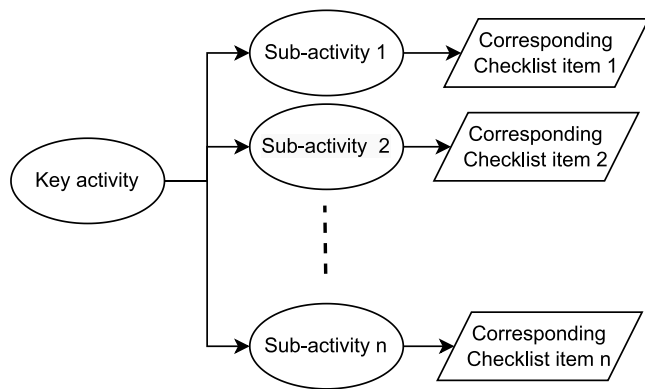 Sub-activity 1
Corresponding
Checklist item 1
Sub-activity 2
Corresponding
Checklist item 2
Key activity
Sub-activity n
Corresponding
Checklist item n